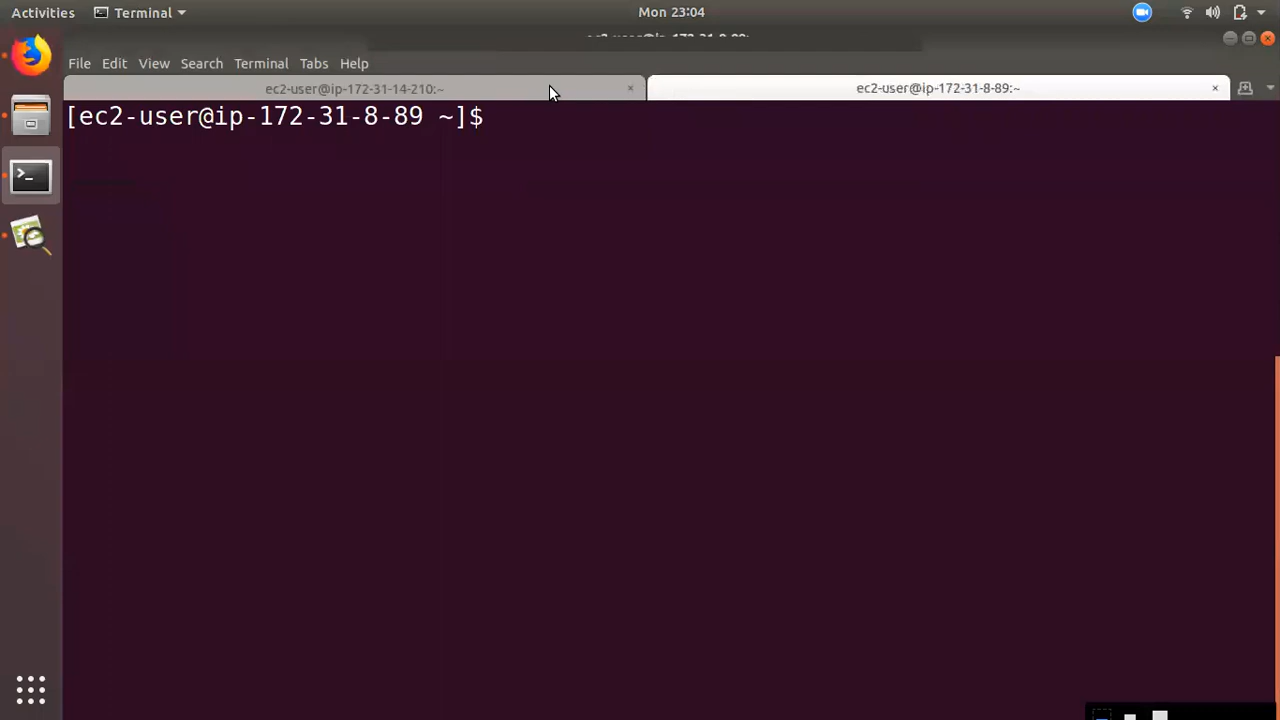 Activities
Terminal
Mon 23:04
File Edit View Search Terminal Tabs Help
ec2-user@ip-172-31-14-210:~
ec2-user@ip-172-31-8-89:~
[ec2-user@ip-172-31-8-89 ~]$